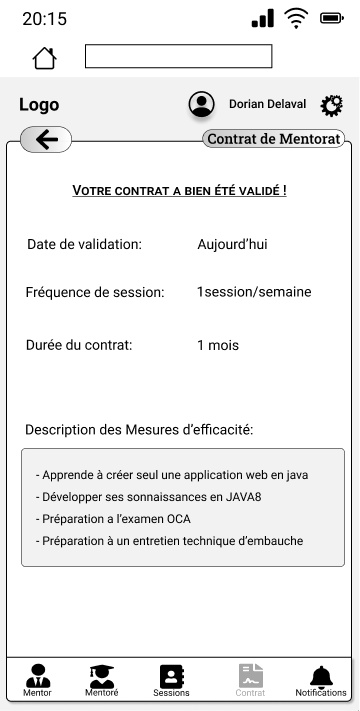 20:15
Logo
Dorian Delaval
Contrat de Mentorat
Votre contrat a bien été validé !
Date de validation: Aujourd'hui
Fréquence de session: 1session/semaine
Durée du contrat: 1 mois
Description des Mesures d'efficacité:
- Apprende à créer seul une application web en java
- Développer ses sonnaissances en JAVA8
- Préparation a l'examen OCA
- Préparation à un entretien technique d'embauche
Mentor Mentoré Sessions Contrat Notifications